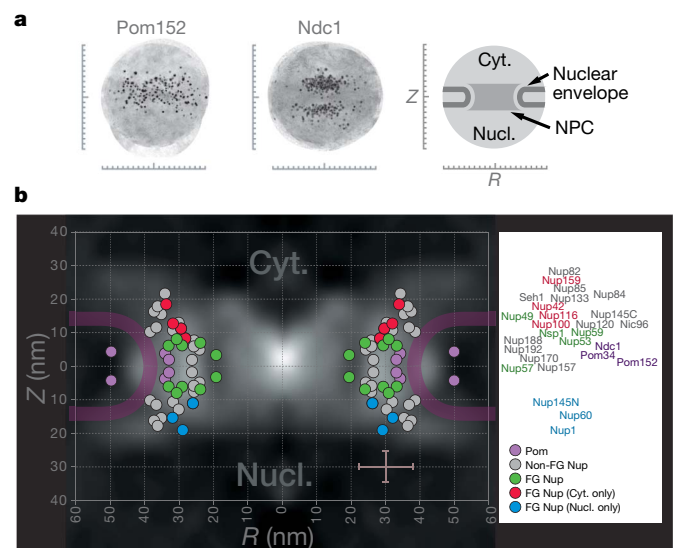 a
Pom152
Ndc1
Cyt.
Nuclear
envelope
Z
Nucl.
NPC
R
b
40
30
20
10
0
10
20
30
40
Z (nm)
Cyt.
Nucl.
60 50 40 30 20 10 0 10 20 30 40 50 60
R (nm)
Nup82
Nup159
Nup85
Seh1 Nup133 Nup84
Nup42
Nup49 Nup116 Nup145C
Nup100 Nup120 Nic96
Nsp1 Nup59
Nup188 Nup53
Nup192 Ndc1
Nup170 Pom34
Nup57 Nup157 Pom152
Nup145N
Nup60
Nup1
Pom
Non-FG Nup
FG Nup
FG Nup (Cyt. only)
FG Nup (Nucl. only)